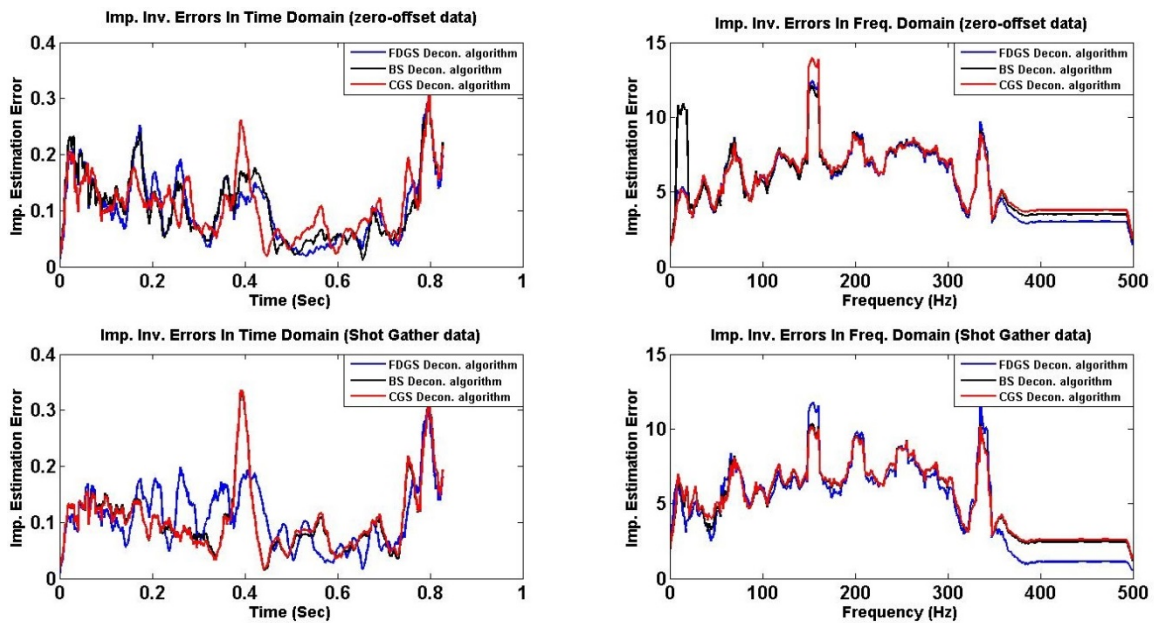 Imp. Inv. Errors In Time Domain (zero-offset data)
Imp. Estimation Error
0.4
0.3
0.2
0.1
0
FDGS Decon. algorithm
BS Decon. algorithm
CGS Decon. algorithm
0 0.2 0.4 0.6 0.8 1
Time (Sec)
Imp. Inv. Errors In Freq. Domain (zero-offset data)
Imp. Estimation Error
15
10
5
0
FDGS Decon. algorithm
BS Decon. algorithm
CGS Decon. algorithm
0 100 200 300 400 500
Frequency (Hz)
Imp. Inv. Errors In Time Domain (Shot Gather data)
Imp. Estimation Error
0.4
0.3
0.2
0.1
0
FDGS Decon. algorithm
BS Decon. algorithm
CGS Decon. algorithm
0 0.2 0.4 0.6 0.8 1
Time (Sec)
Imp. Inv. Errors In Freq. Domain (Shot Gather data)
Imp. Estimation Error
15
10
5
0
FDGS Decon. algorithm
BS Decon. algorithm
CGS Decon. algorithm
0 100 200 300 400 500
Frequency (Hz)